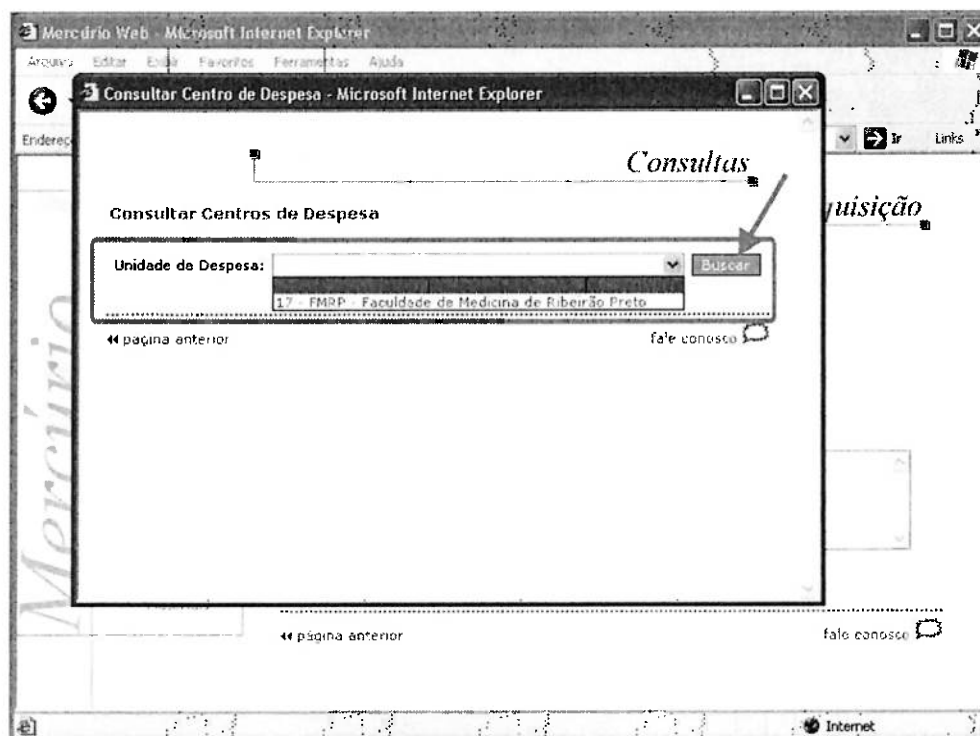 Mercúrio Web - Microsoft Internet Explorer
Arquivo Editar Exibir Favoritos Ferramentas Ajuda
Consultar Centro de Despesa - Microsoft Internet Explorer
Endereç
Ir Links
Consultas
uisição
Consultar Centros de Despesa
Unidade de Despesa:
Buscar
17 - FMRP - Faculdade de Medicina de Ribeirão Preto
página anterior
fale conosco
Mercúrio
página anterior
fale conosco
Internet